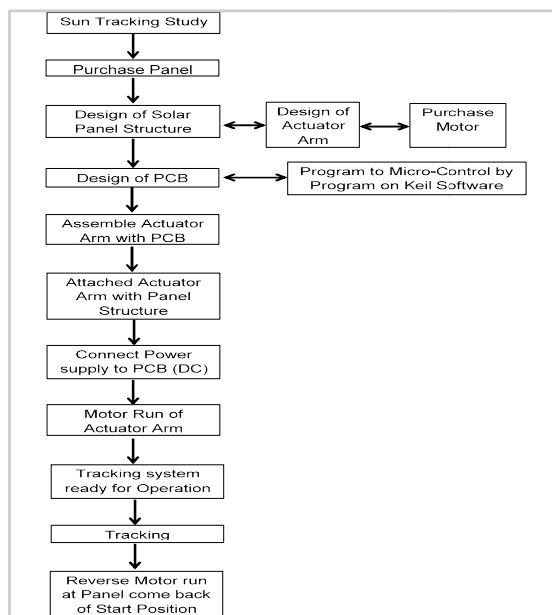 Sun Tracking Study
Purchase Panel
Design of Solar
Panel Structure
Design of
Actuator
Arm
Purchase
Motor
Design of PCB
Program to Micro-Control by
Program on Keil Software
Assemble Actuator
Arm with PCB
Attached Actuator
Arm with Panel
Structure
Connect Power
supply to PCB (DC)
Motor Run of
Actuator Arm
Tracking system
ready for Operation
Tracking
Reverse Motor run
at Panel come back
of Start Position